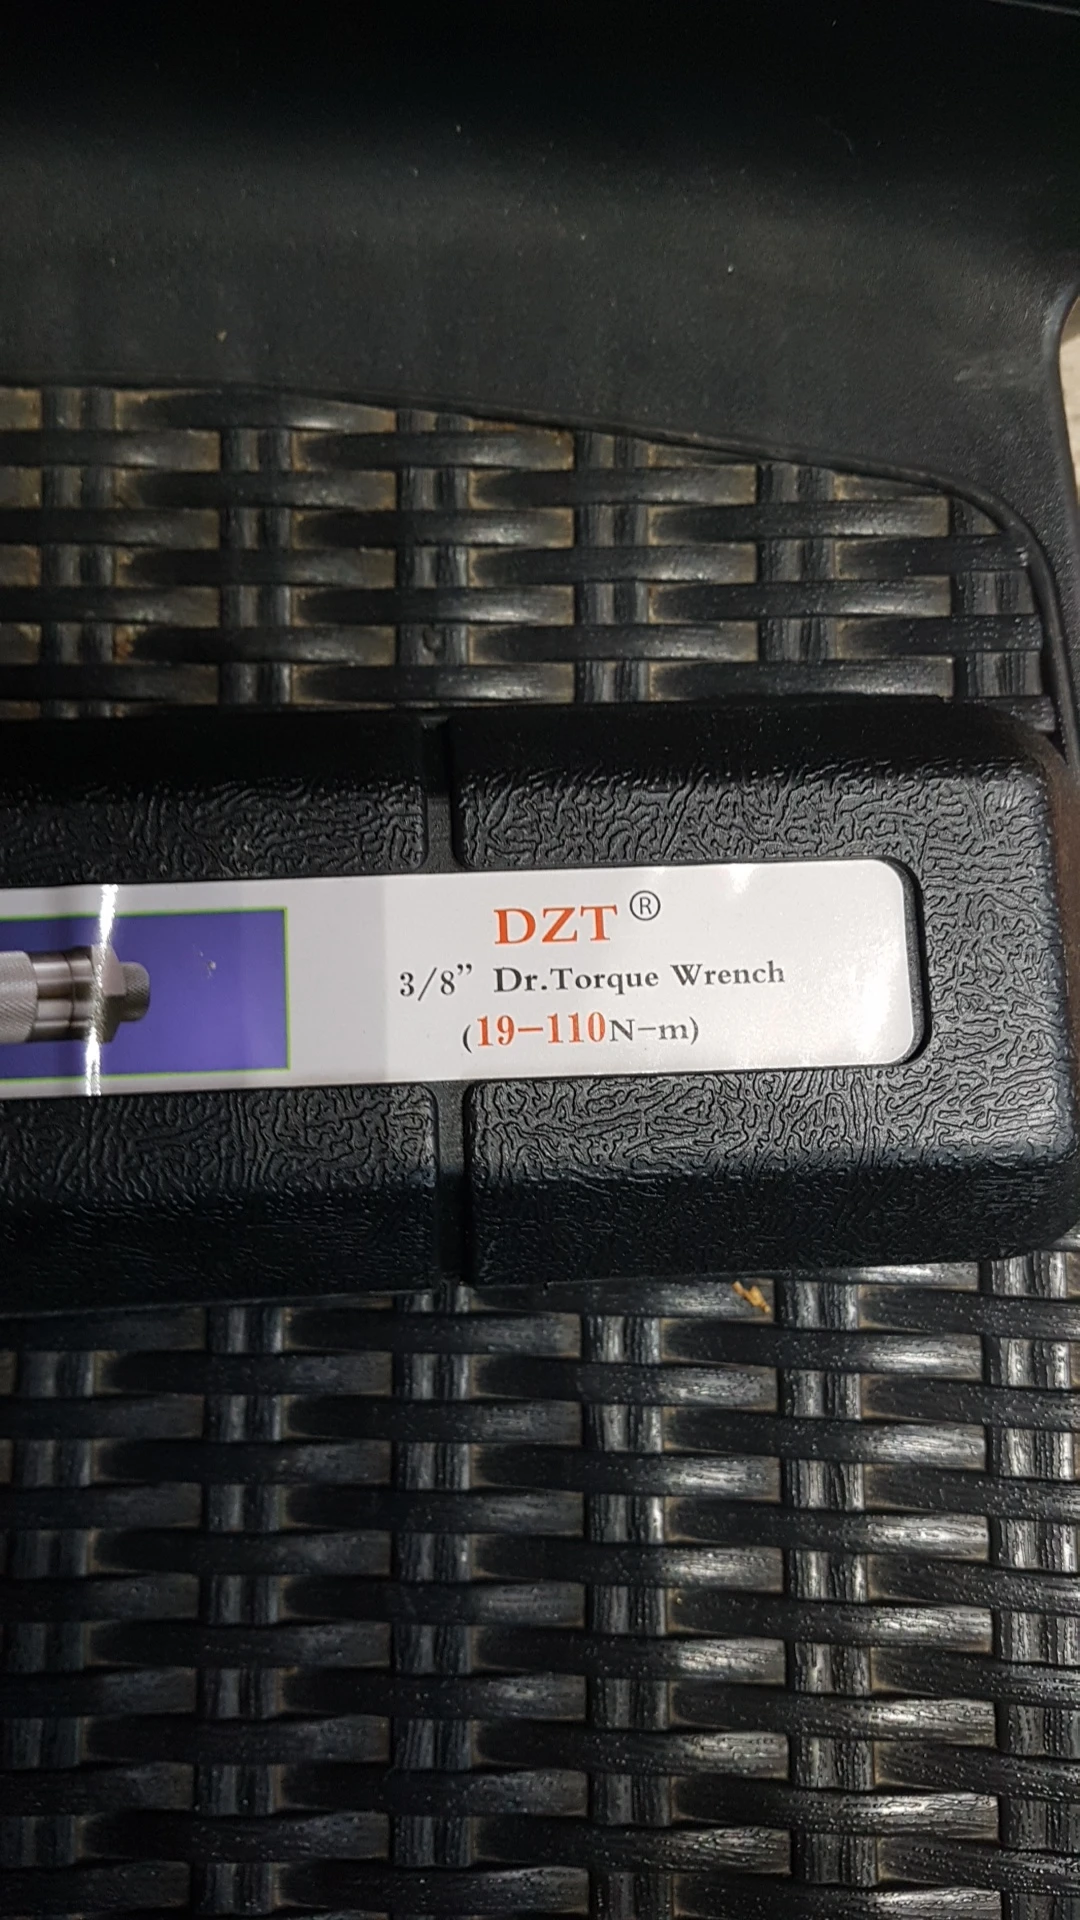 DZT®
3/8” Dr.Torque Wrench
(19-110N-m)